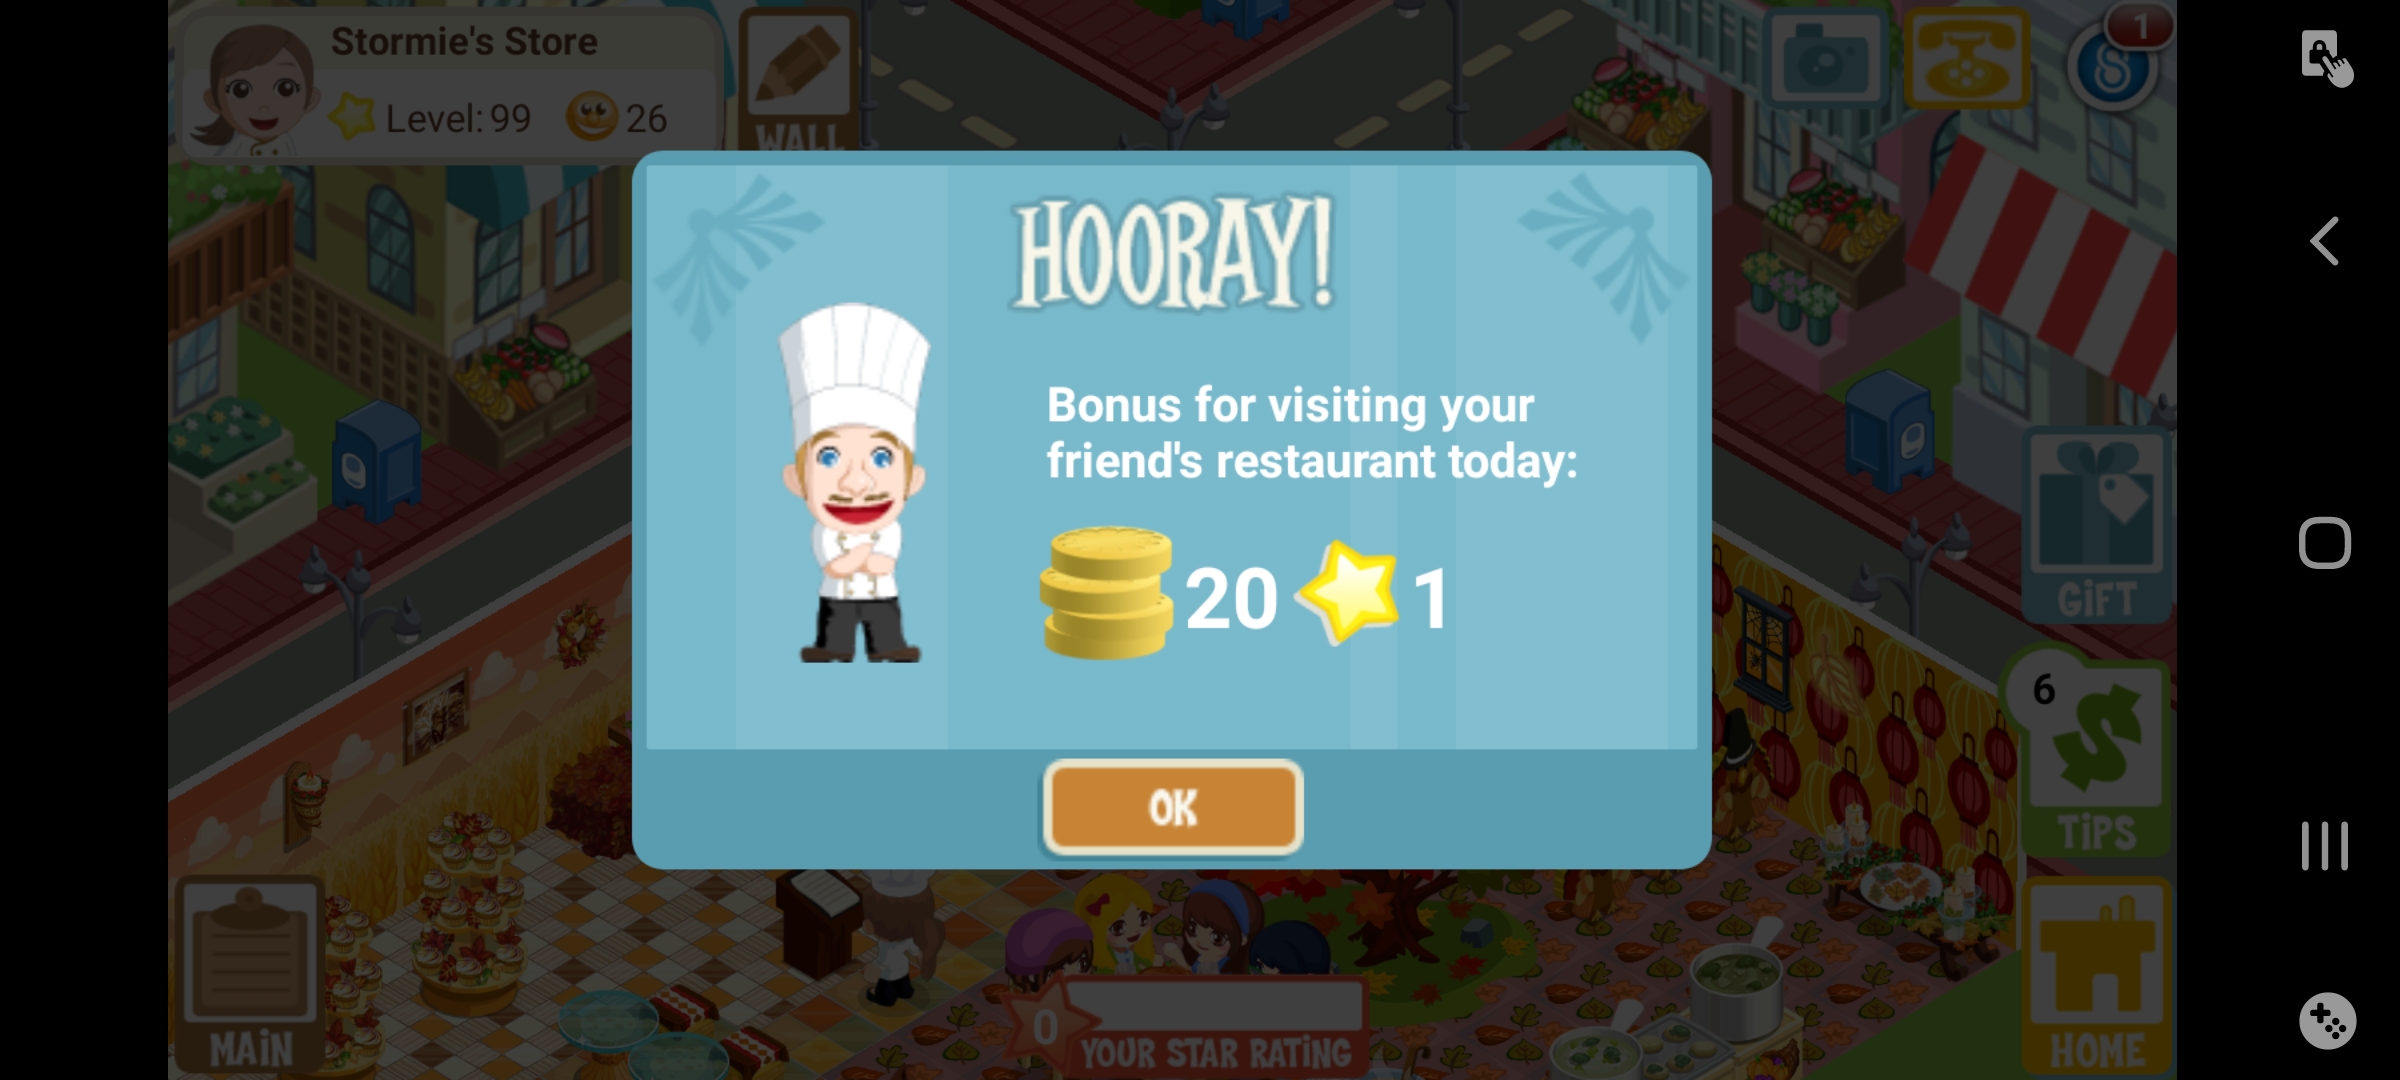 Stormie's Store
Level: 99
26
WALL
1
HOORAY!
Bonus for visiting your
friend's restaurant today:
20
1
OK
GIFT
6
TIPS
MAIN
0
YOUR STAR RATING
HOME